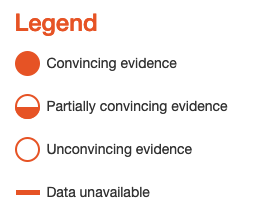 Legend
Convincing evidence
Partially convincing evidence
Unconvincing evidence
Data unavailable